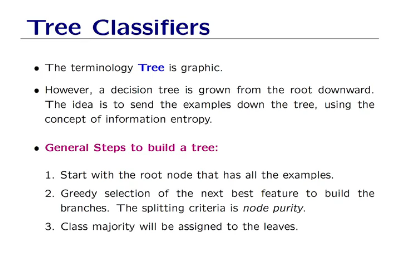 Tree Classifiers
• The terminology Tree is graphic.
• However, a decision tree is grown from the root downward.
The idea is to send the examples down the tree, using the
concept of information entropy.
• General Steps to build a tree:
1. Start with the root node that has all the examples.
2. Greedy selection of the next best feature to build the
branches. The splitting criteria is node purity.
3. Class majority will be assigned to the leaves.